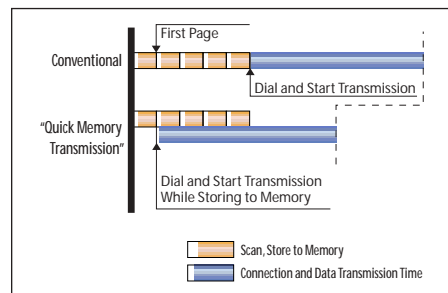 First Page
Conventional
Dial and Start Transmission
“Quick Memory
Transmission”
Dial and Start Transmission
While Storing to Memory
Scan, Store to Memory
Connection and Data Transmission Time